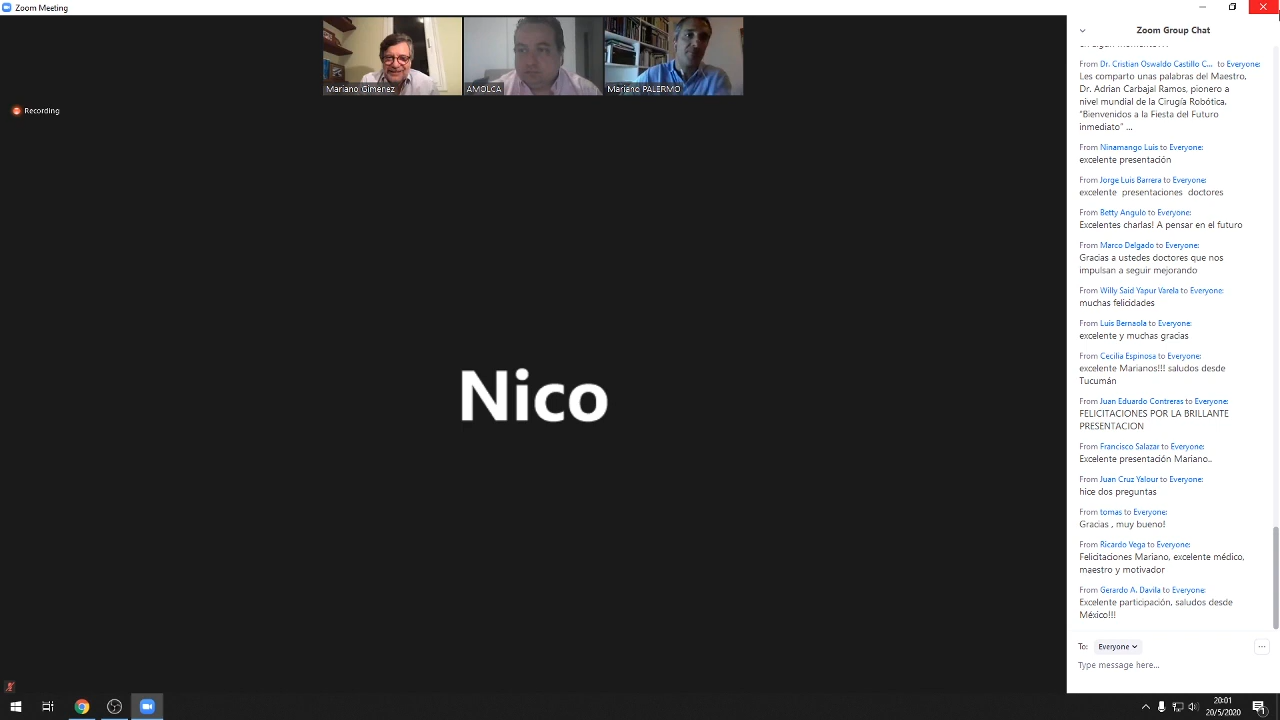 Zoom Meeting
Mariano Gimenez
AMOLCA
Mariano PALERMO
Recording
Nico
Zoom Group Chat
From Dr. Cristian Oswaldo Castillo C... to Everyone:
Les comparto unas palabras del Maestro,
Dr. Adrian Carbajal Ramos, pionero a
nivel mundial de la Cirugía Robótica.
"Bienvenidos a la Fiesta del Futuro
inmediato" ...
From Ninamango Luis to Everyone:
excelente presentación
From Jorge Luis Barrera to Everyone:
excelente presentaciones doctores
From Betty Angulo to Everyone:
Excelentes charlas! A pensar en el futuro
From Marco Delgado to Everyone:
Gracias a ustedes doctores que nos
impulsan a seguir mejorando
From Willy Said Yapur Varela to Everyone:
muchas felicidades
From Luis Bernaola to Everyone:
excelente y muchas gracias
From Cecilia Espinosa to Everyone:
excelente Marianos!!! saludos desde
Tucumán
From Juan Eduardo Contreras to Everyone:
FELICITACIONES POR LA BRILLANTE
PRESENTACION
From Francisco Salazar to Everyone:
Excelente presentación Mariano..
From Juan Cruz Yalour to Everyone:
hice dos preguntas
From tomas to Everyone:
Gracias , muy bueno!
From Ricardo Vega to Everyone:
Felicitaciones Mariano, excelente médico,
maestro y motivador
From Gerardo A. Davila to Everyone:
Excelente participación, saludos desde
México!!!
To: Everyone
Type message here...
20:01
20/5/2020
1